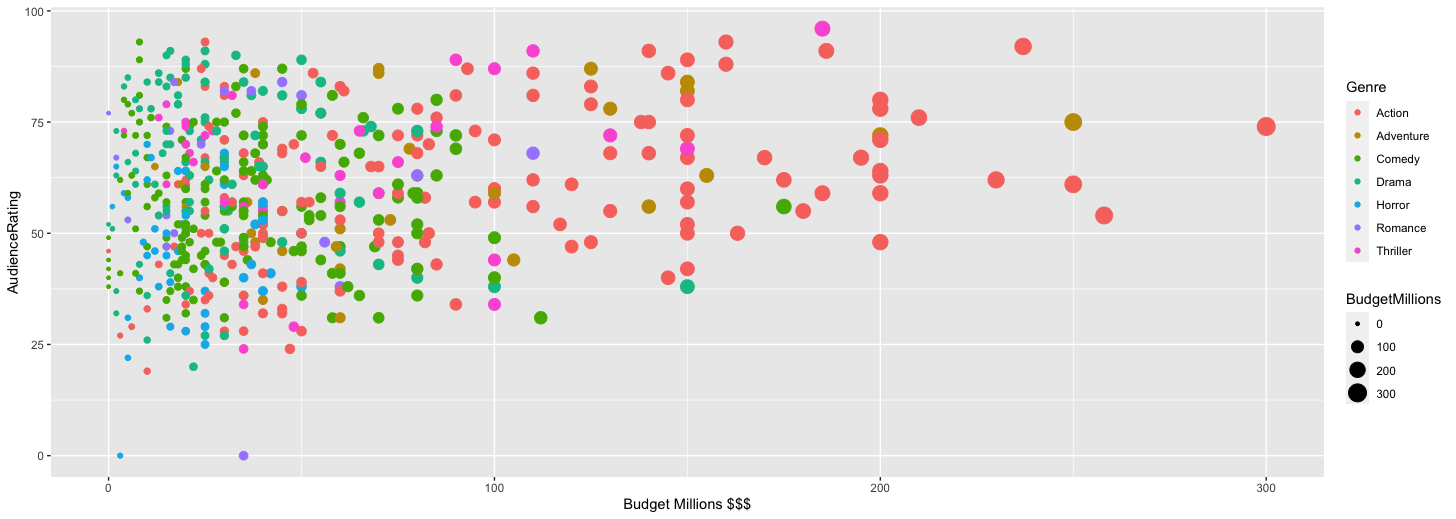 100
75
50
25
0
AudienceRating
0 100 200 300
Budget Millions $$$
Genre
Action
Adventure
Comedy
Drama
Horror
Romance
Thriller
BudgetMillions
0
100
200
300